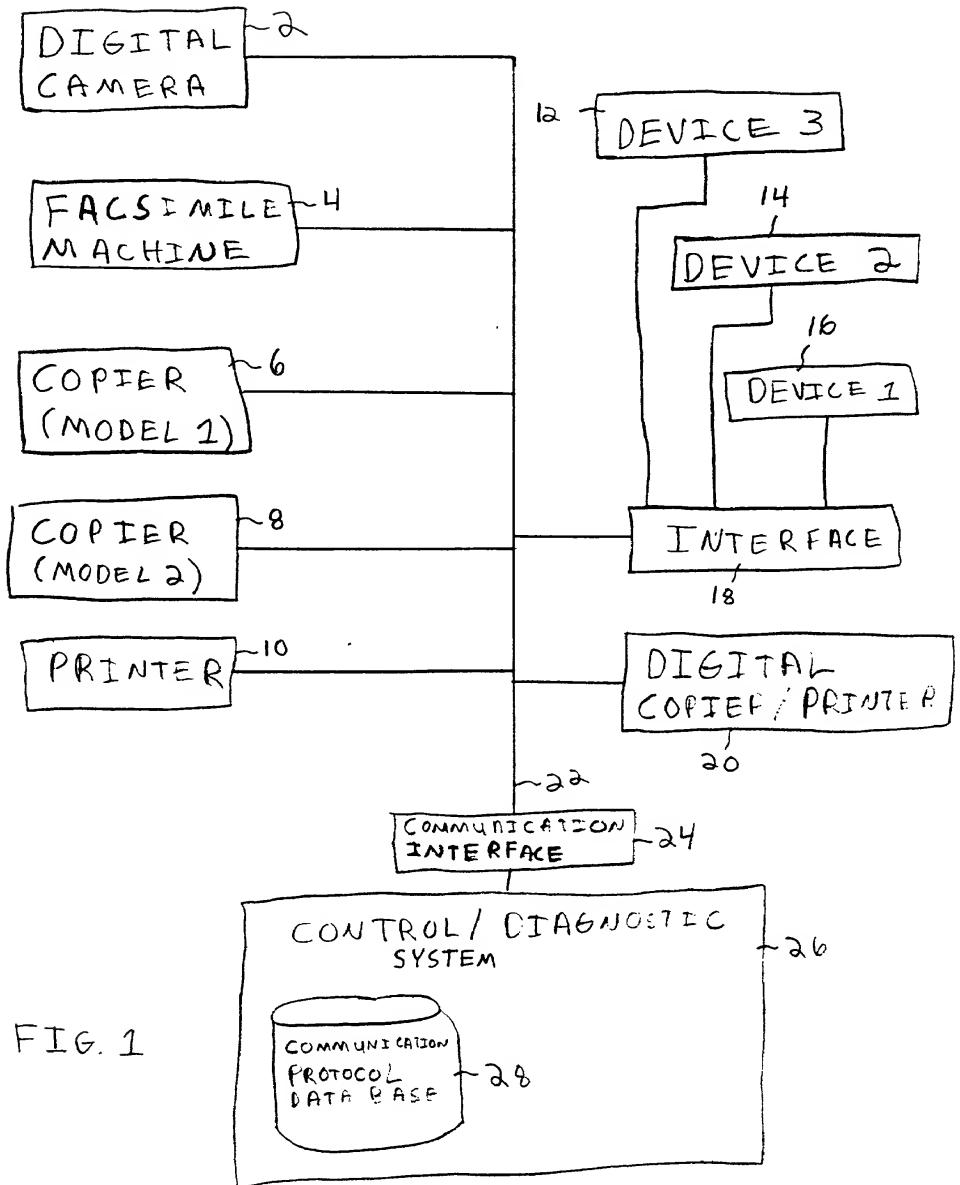 DIGITAL
CAMERA
2
FACSIMILE
MACHINE
4
COPIER
(MODEL 1)
6
COPIER
(MODEL 2)
8
PRINTER
10
12
DEVICE 3
14
DEVICE 2
16
DEVICE 1
INTERFACE
18
DIGITAL
COPIER/PRINTER
20
22
COMMUNICATION
INTERFACE
24
CONTROL/DIAGNOSTIC
SYSTEM
26
COMMUNICATION
PROTOCOL
DATA BASE
28
FIG. 1